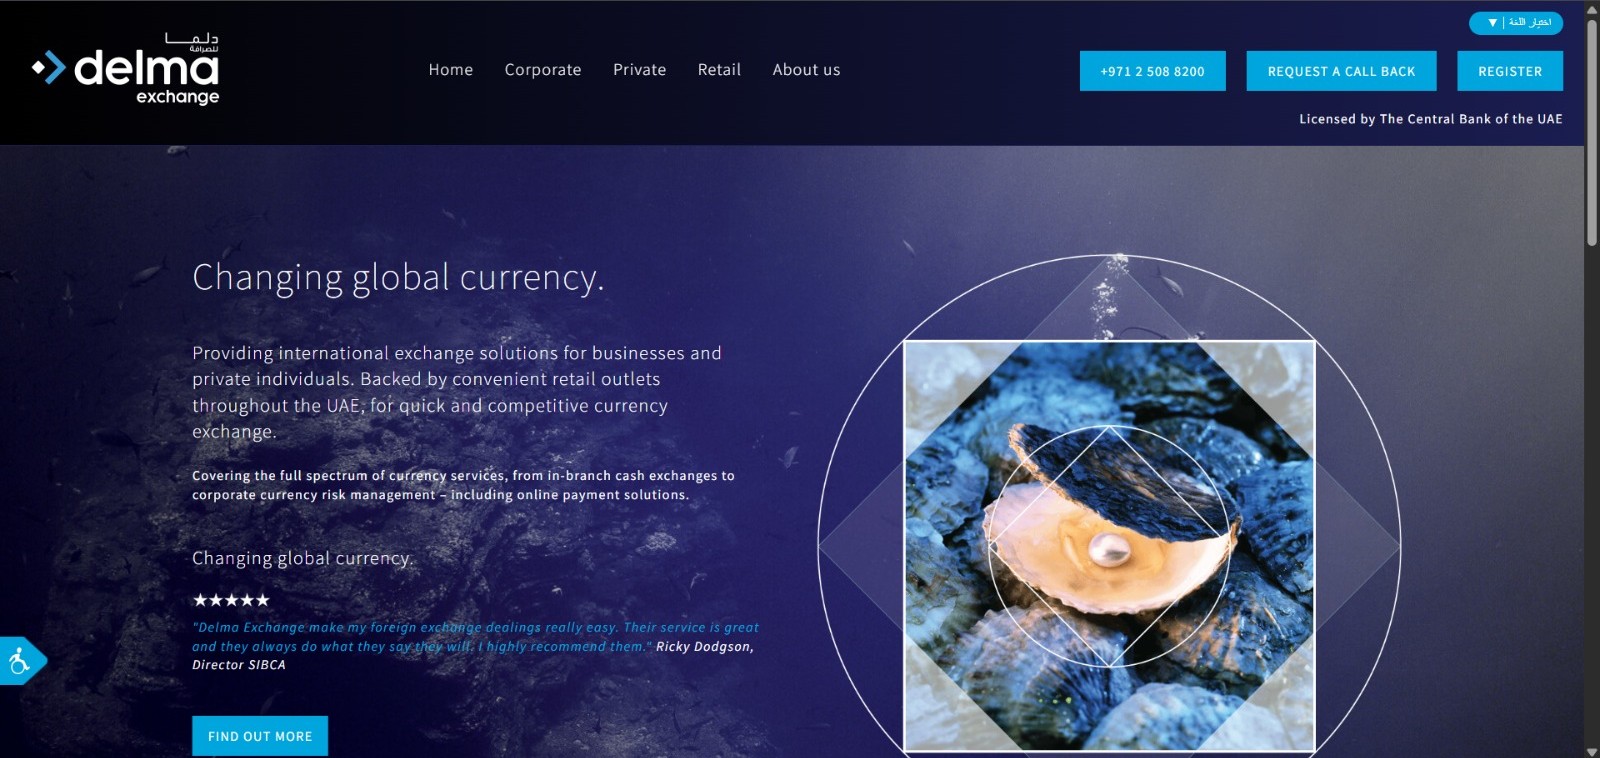 اختيار اللغة | ▼
دلما
للصرافة
delma
exchange
Home Corporate Private Retail About us
+971 2 508 8200 REQUEST A CALL BACK REGISTER
Licensed by The Central Bank of the UAE
Changing global currency.
Providing international exchange solutions for businesses and
private individuals. Backed by convenient retail outlets
throughout the UAE, for quick and competitive currency
exchange.
Covering the full spectrum of currency services, from in-branch cash exchanges to
corporate currency risk management – including online payment solutions.
Changing global currency.
★★★★★
"Delma Exchange make my foreign exchange dealings really easy. Their service is great
and they always do what they say they will. I highly recommend them." Ricky Dodgson,
Director SIBCA
FIND OUT MORE